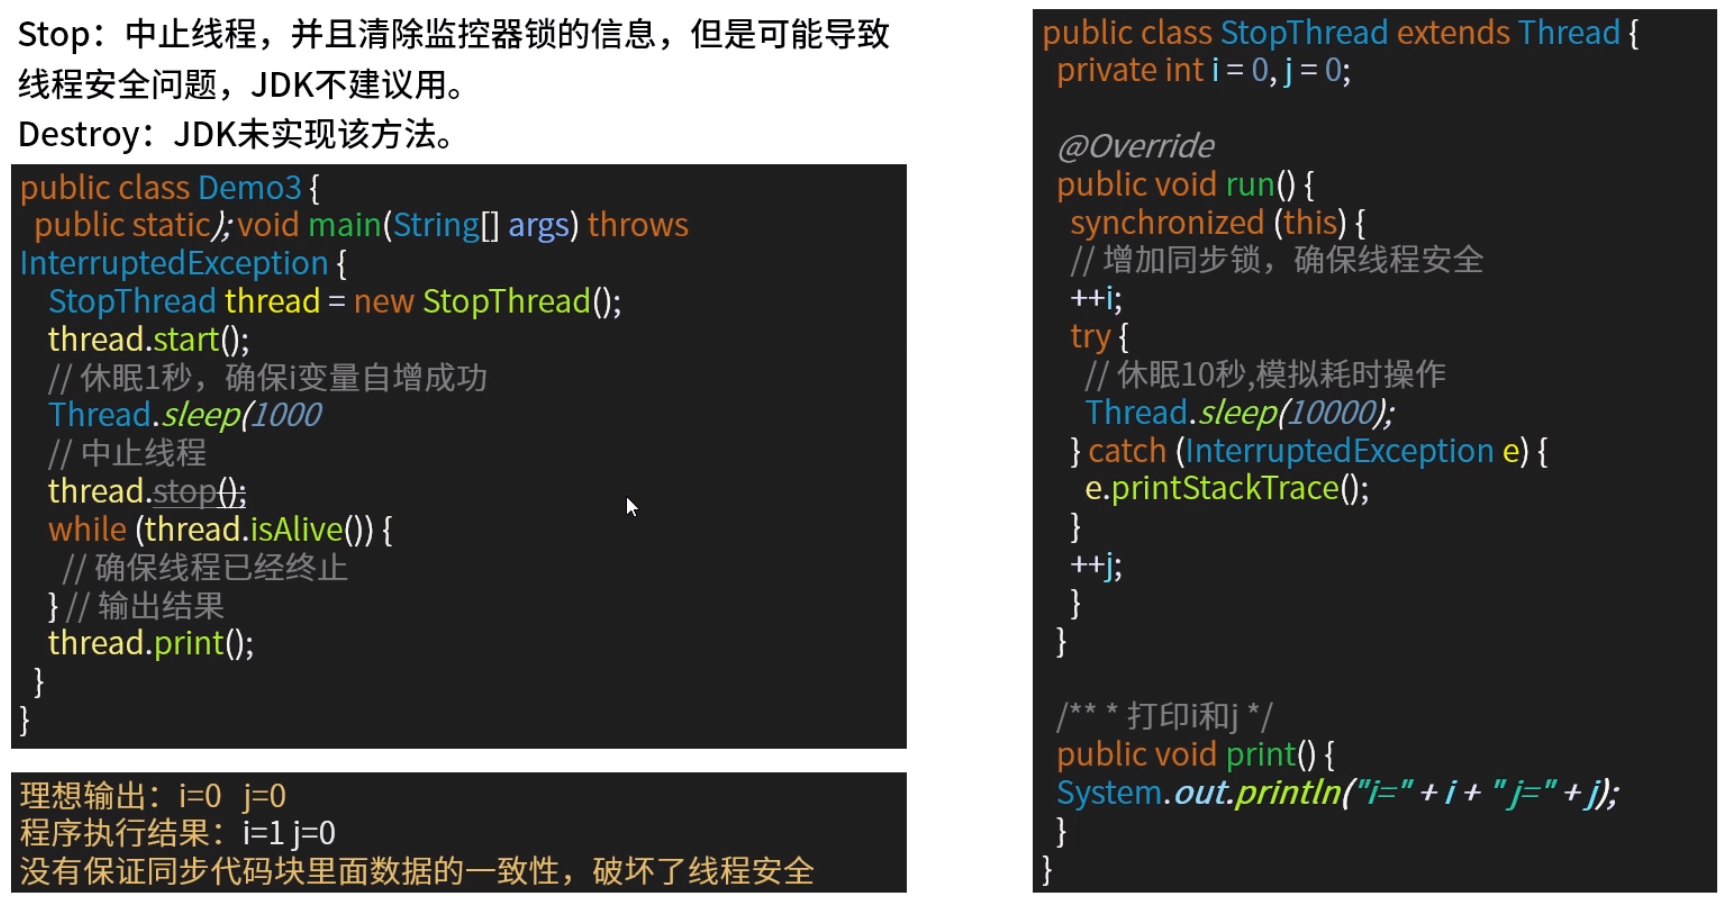 Stop：中止线程，并且清除监控器锁的信息，但是可能导致
线程安全问题，JDK不建议用。
Destroy：JDK未实现该方法。
public class Demo3 {
public static);void main(String[] args) throws
InterruptedException {
StopThread thread = new StopThread();
thread.start();
// 休眠1秒，确保i变量自增成功
Thread.sleep(1000
// 中止线程
thread.stop();
while (thread.isAlive()) {
// 确保线程已经终止
} // 输出结果
thread.print();
}
}
理想输出：i=0 j=0
程序执行结果：i=1 j=0
没有保证同步代码块里面数据的一致性，破坏了线程安全
public class StopThread extends Thread {
private int i = 0, j = 0;
@Override
public void run() {
synchronized (this) {
// 增加同步锁，确保线程安全
++i;
try {
// 休眠10秒,模拟耗时操作
Thread.sleep(10000);
} catch (InterruptedException e) {
e.printStackTrace();
}
++j;
}
}
/** * 打印i和j */
public void print() {
System.out.println("i=" + i + " j=" + j);
}
}